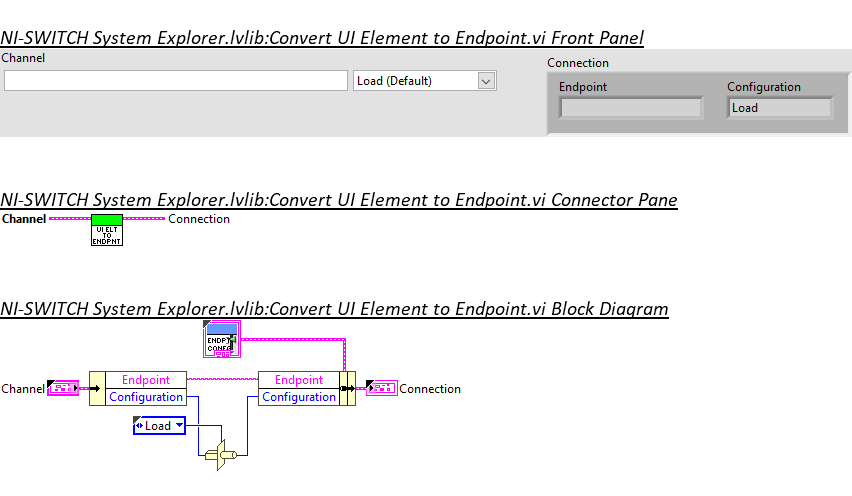 NI-SWITCH System Explorer.lvlib:Convert UI Element to Endpoint.vi Front Panel
Channel
Load (Default)
Connection
Endpoint Configuration
Load
NI-SWITCH System Explorer.lvlib:Convert UI Element to Endpoint.vi Connector Pane
Channel Connection
UI ELT
TO
ENDPNT
NI-SWITCH System Explorer.lvlib:Convert UI Element to Endpoint.vi Block Diagram
Endpoint Endpoint
Channel Connection
Configuration Configuration
Load